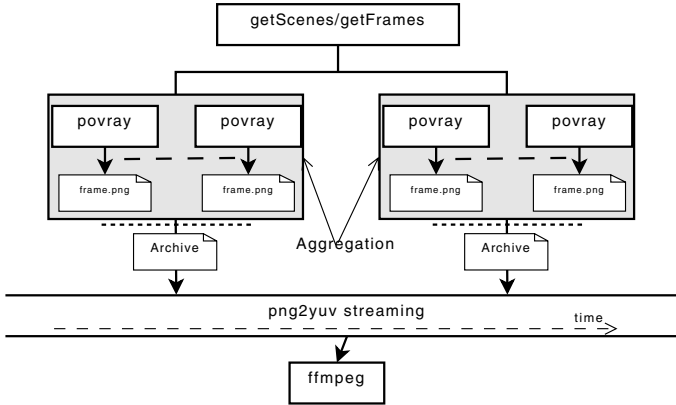 getScenes/getFrames
povray povray povray povray
frame.png frame.png frame.png frame.png
Aggregation
Archive Archive
png2yuv streaming
time
ffmpeg